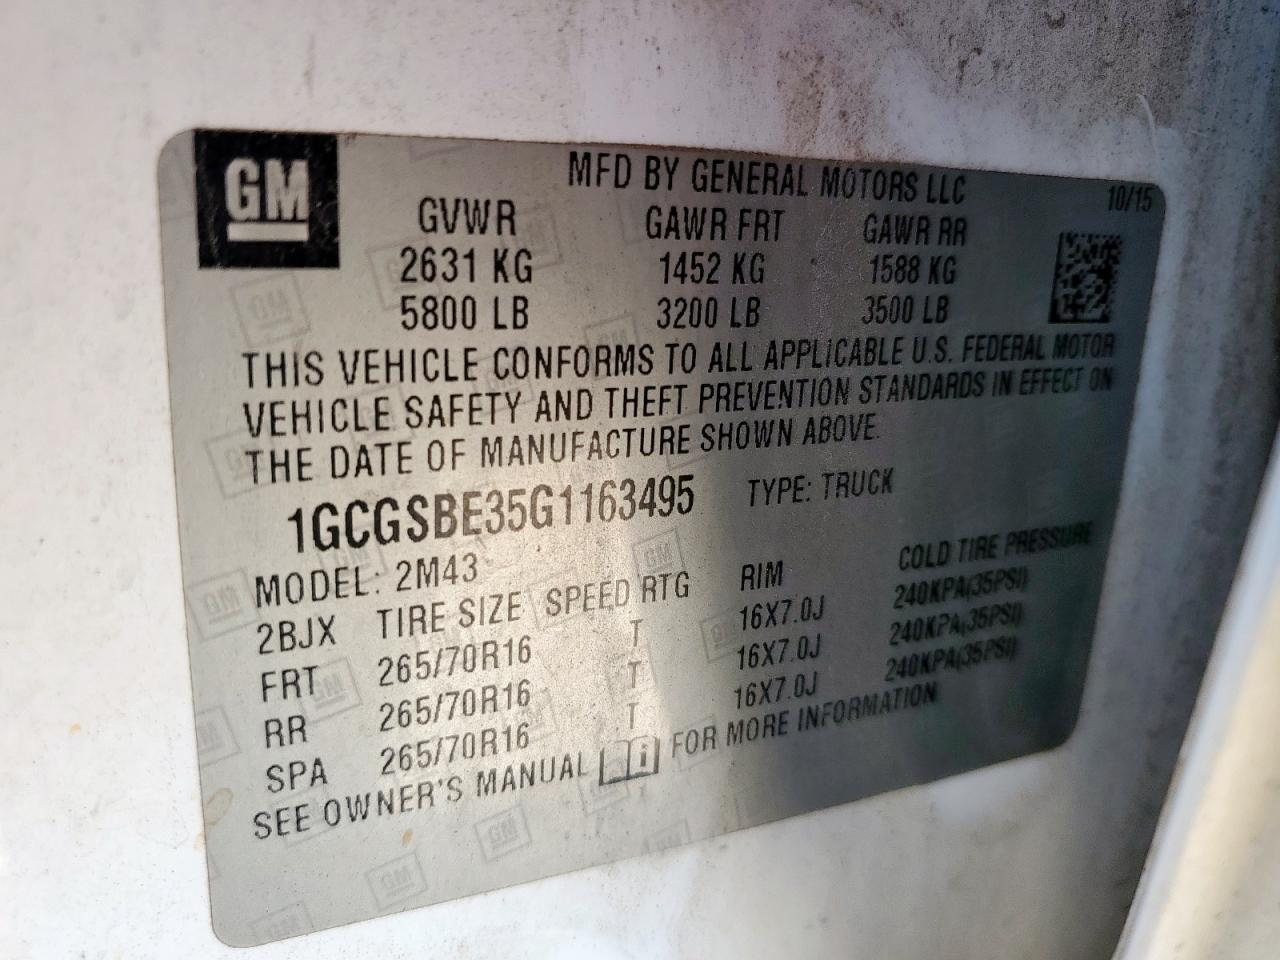 GM
MFD BY GENERAL MOTORS LLC 10/15
GVWR GAWR FRT GAWR RR
2631 KG 1452 KG 1588 KG
5800 LB 3200 LB 3500 LB
THIS VEHICLE CONFORMS TO ALL APPLICABLE U.S. FEDERAL MOTOR
VEHICLE SAFETY AND THEFT PREVENTION STANDARDS IN EFFECT ON
THE DATE OF MANUFACTURE SHOWN ABOVE.
1GCGSBE35G1163495 TYPE: TRUCK
MODEL: 2M43
2BJX TIRE SIZE SPEED RTG RIM COLD TIRE PRESSURE
FRT 265/70R16 T 16X7.0J 240KPA(35PSI)
RR 265/70R16 T 16X7.0J 240KPA(35PSI)
SPA 265/70R16 T 16X7.0J 240KPA(35PSI)
SEE OWNER'S MANUAL FOR MORE INFORMATION